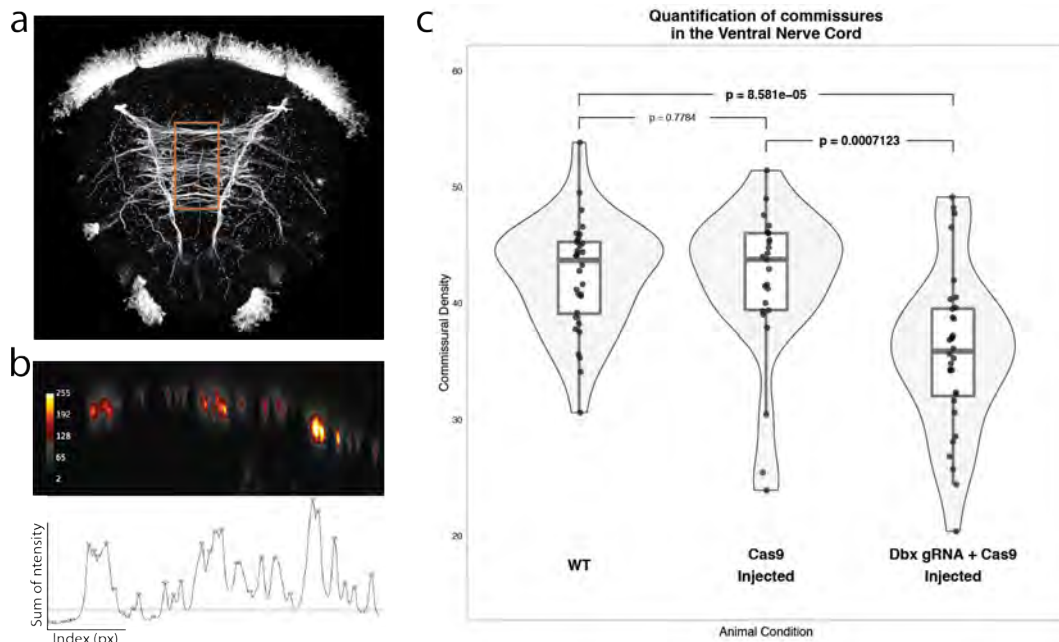 a
b
255
192
128
65
2
Sum of ntensity
Index (px)
c
Quantification of commissures
in the Ventral Nerve Cord
60
50
40
30
20
Commissural Density
p = 8.581e−05
p = 0.7784
p = 0.0007123
WT
Cas9
Injected
Dbx gRNA + Cas9
Injected
Animal Condition